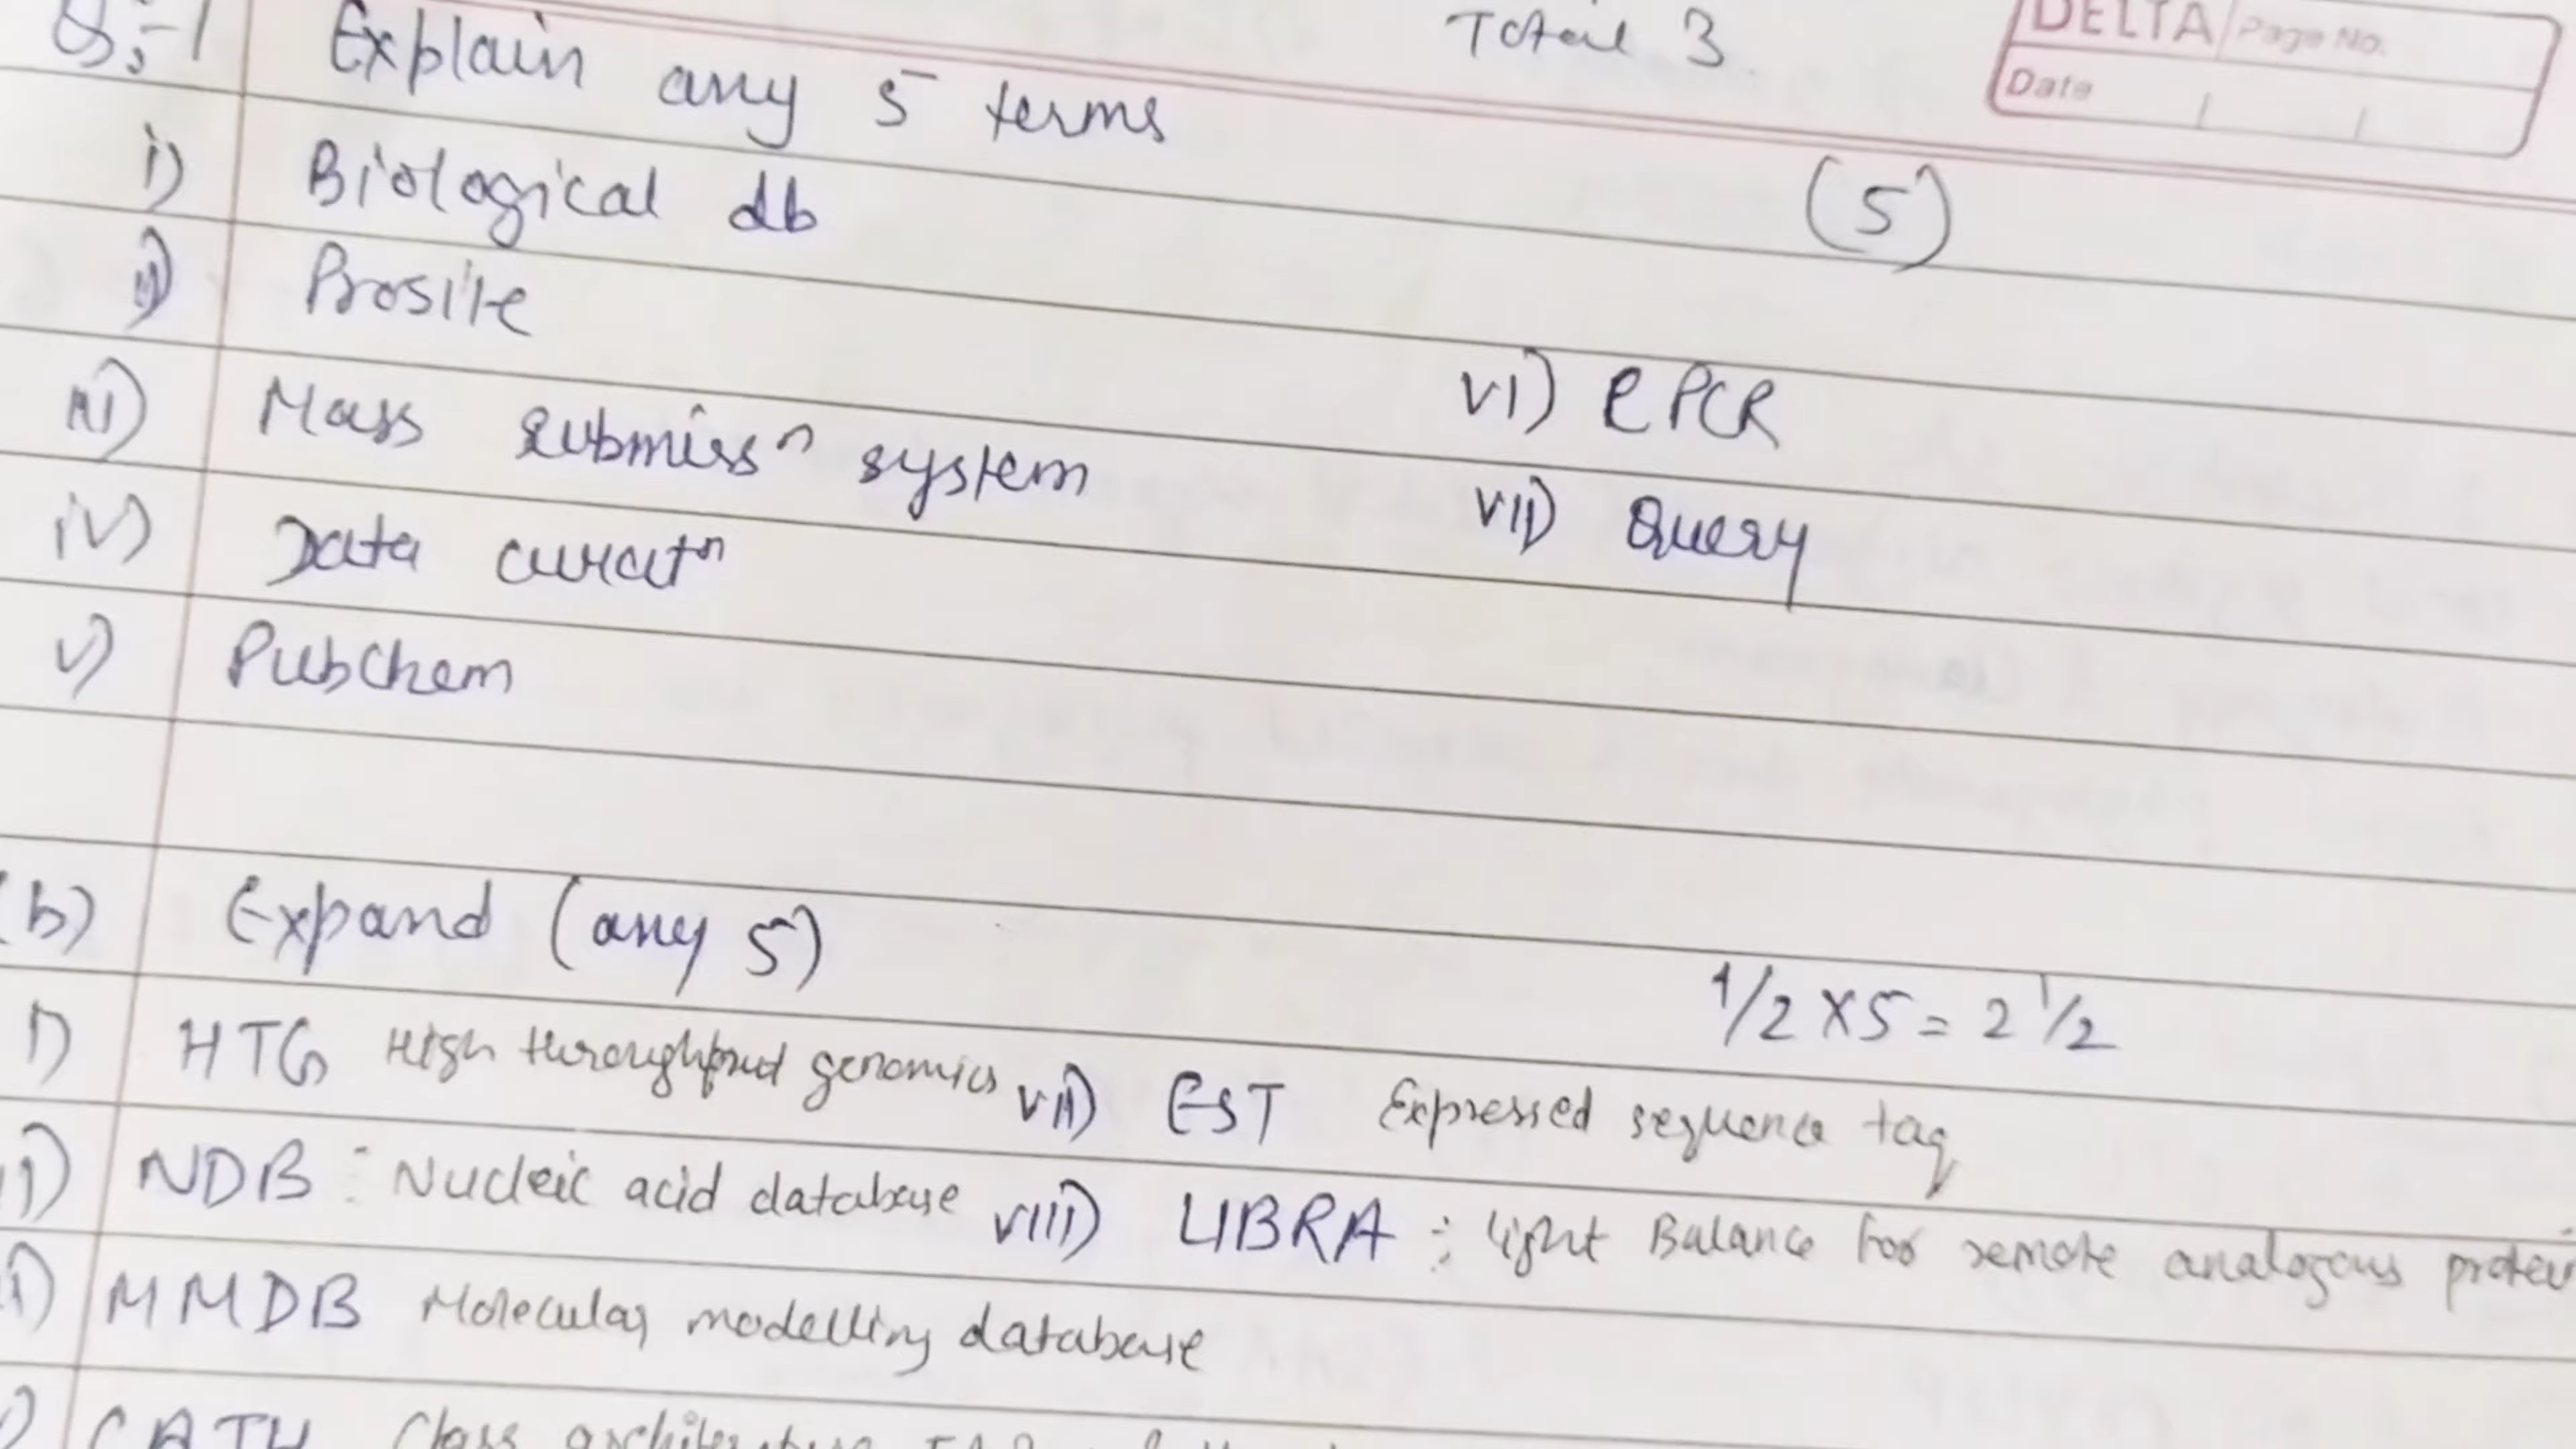 Total 3
DELTA Page No.
Date
Q.-1 Explain any 5 terms
(5)
i) Biological db
ii) Prosite
iii) Mass submissⁿ system
vi) ePCR
iv) Data curatⁿ
vii) Query
v) PubChem
(b) Expand (any 5)
1/2 X 5 = 2 1/2
i) HTG High throughput genomics
vii) EST Expressed sequence tag
ii) NDB : Nucleic acid database
viii) LIBRA : light Balance for remote analogous protein
iii) MMDB Molecular modelling database
CATH Class architecture